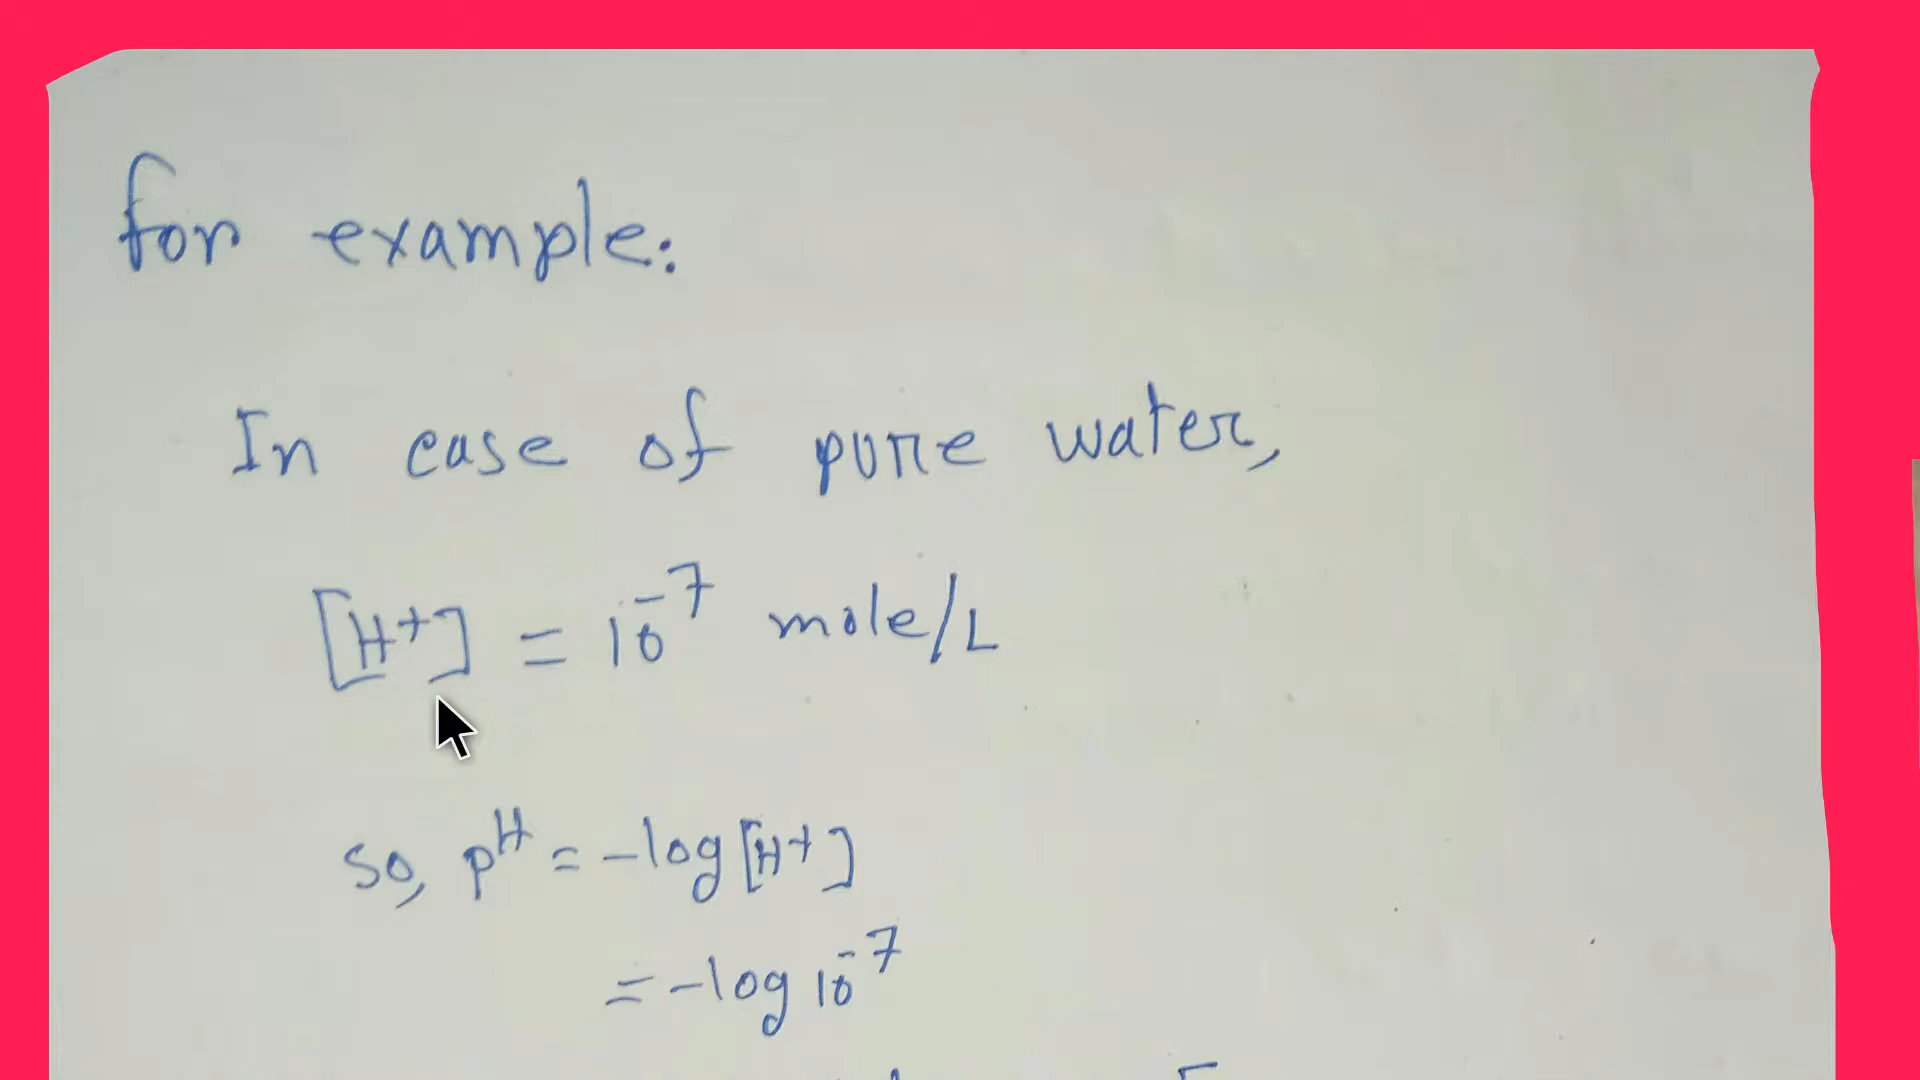 for example:
In case of pure water,
[H+] = 10⁻⁷ mole/L
So, pᴴ = -log [H+]
= -log 10⁻⁷